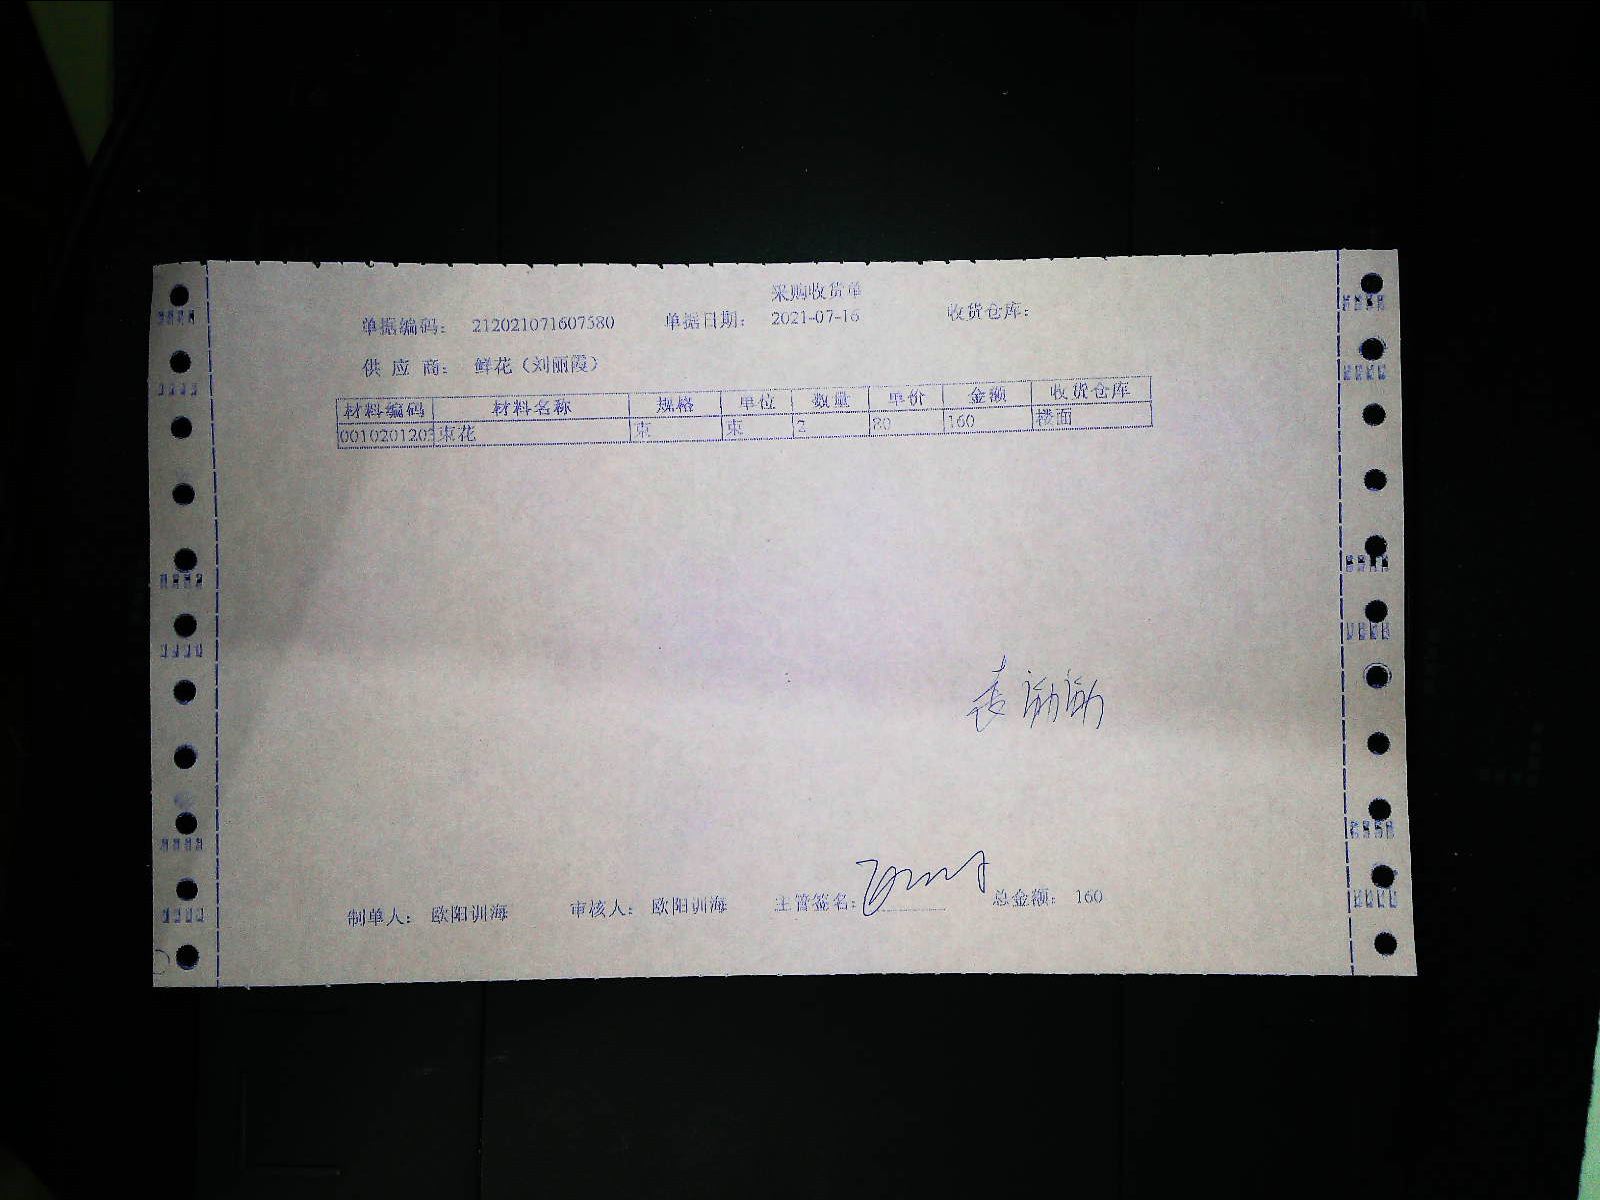 采购收货单
单据编码： 212021071607580 单据日期： 2021-07-16 收货仓库：
供 应 商： 鲜花（刘丽霞）
材料编码 材料名称 规格 单位 数量 单价 金额 收货仓库
0010201203 束花 束 束 2 80 160 楼面
制单人： 欧阳训海 审核人： 欧阳训海 主管签名： 总金额： 160